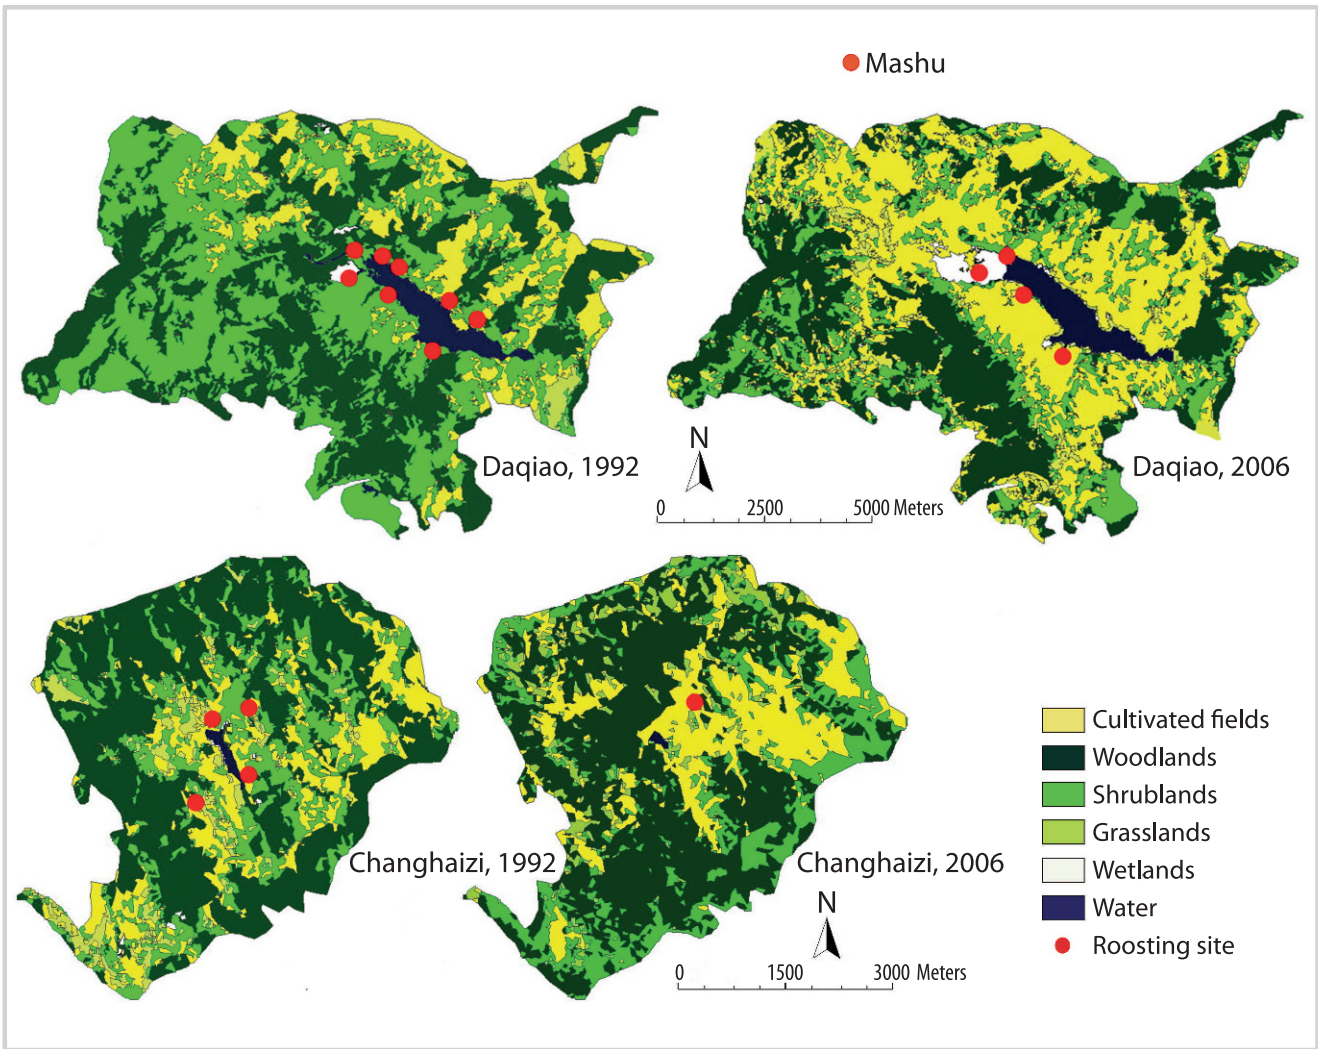 Mashu
Daqiao, 1992
N
0 2500 5000 Meters
Daqiao, 2006
Changhaizi, 1992
Changhaizi, 2006
N
0 1500 3000 Meters
Cultivated fields
Woodlands
Shrublands
Grasslands
Wetlands
Water
Roosting site